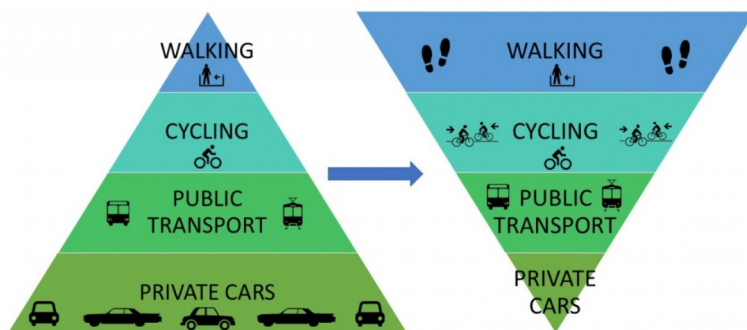 WALKING
CYCLING
PUBLIC
TRANSPORT
PRIVATE CARS
WALKING
CYCLING
PUBLIC
TRANSPORT
PRIVATE
CARS